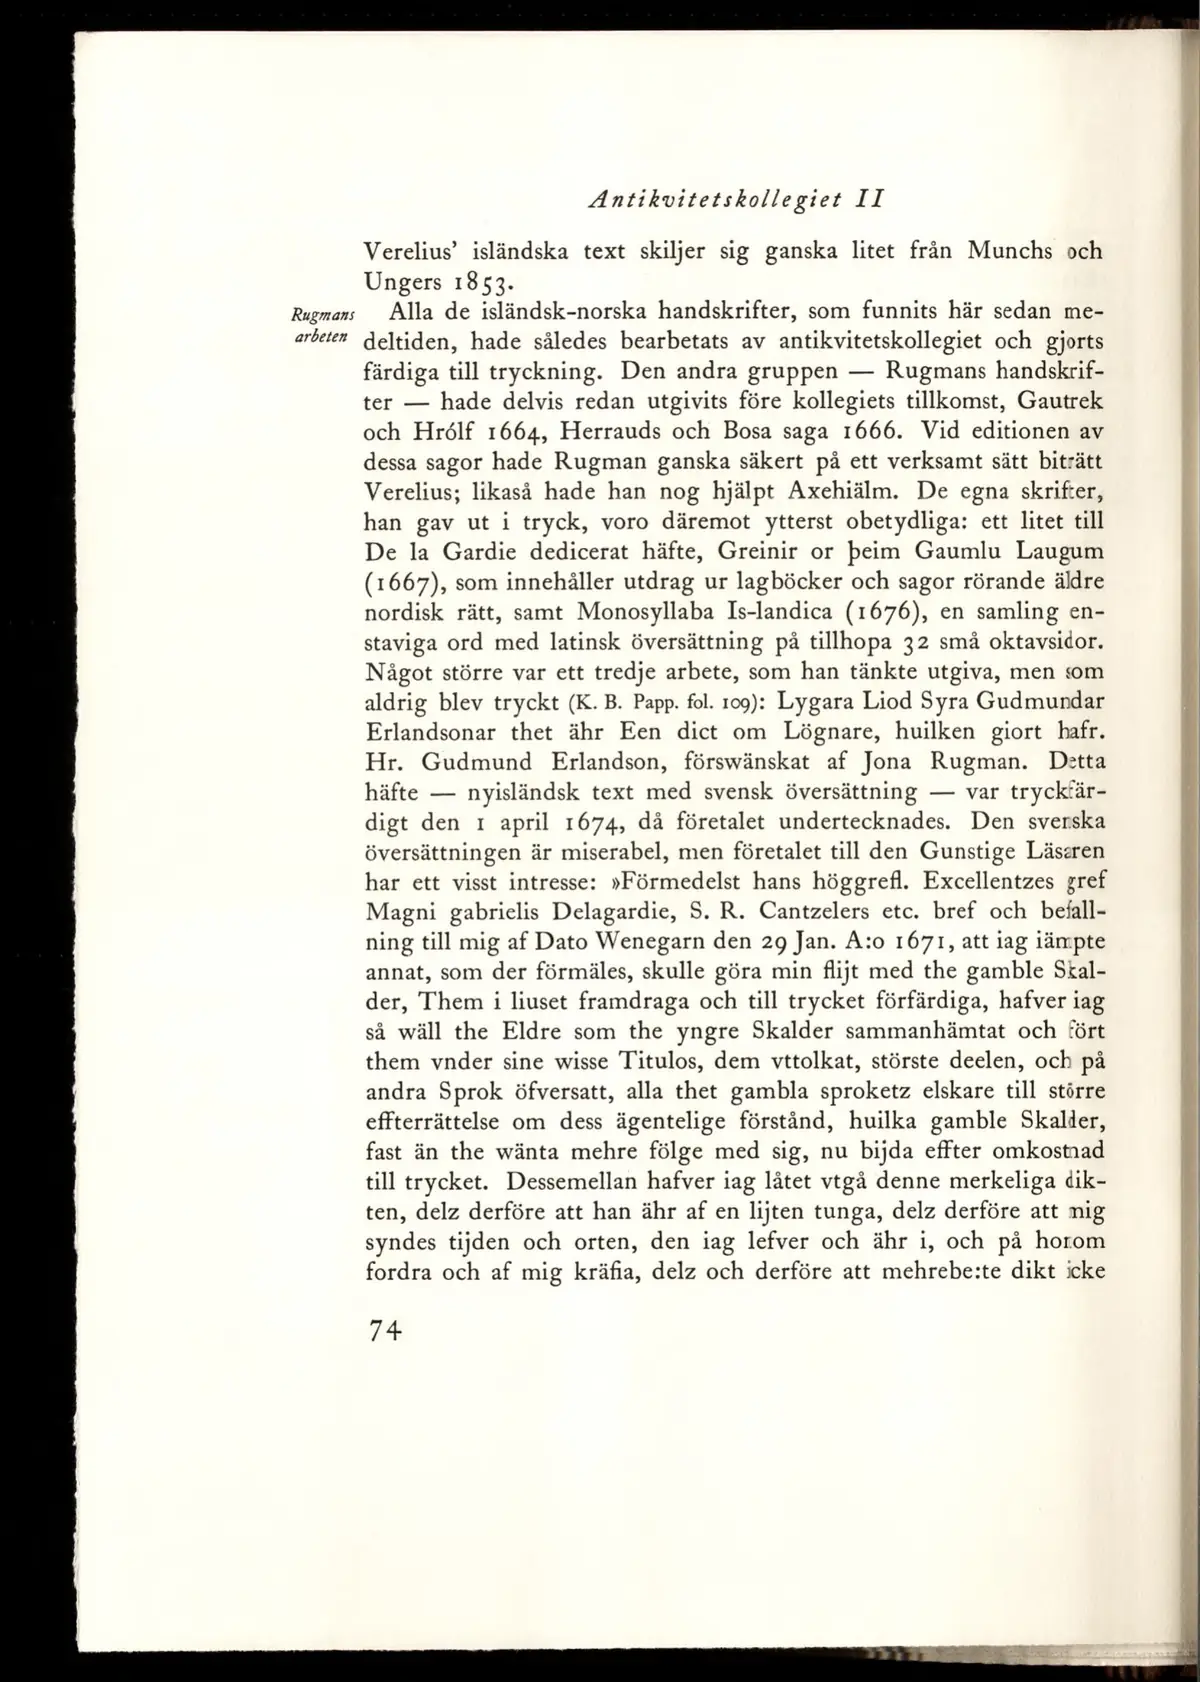 Antikvitetskollegiet II
Verelius’ isländska text skiljer sig ganska litet från Munchs och
Ungers 1853.
Rugmans
arbeten
Alla de isländsk-norska handskrifter, som funnits här sedan me-
deltiden, hade således bearbetats av antikvitetskollegiet och gjorts
färdiga till tryckning. Den andra gruppen — Rugmans handskrif-
ter — hade delvis redan utgivits före kollegiets tillkomst, Gautrek
och Hrólf 1664, Herrauds och Bosa saga 1666. Vid editionen av
dessa sagor hade Rugman ganska säkert på ett verksamt sätt biträtt
Verelius; likaså hade han nog hjälpt Axehiälm. De egna skrifter,
han gav ut i tryck, voro däremot ytterst obetydliga: ett litet till
De la Gardie dedicerat häfte, Greinir or þeim Gaumlu Laugum
(1667), som innehåller utdrag ur lagböcker och sagor rörande äldre
nordisk rätt, samt Monosyllaba Is-landica (1676), en samling en-
staviga ord med latinsk översättning på tillhopa 32 små oktavsidor.
Något större var ett tredje arbete, som han tänkte utgiva, men som
aldrig blev tryckt (K. B. Papp. fol. 109): Lygara Liod Syra Gudmundar
Erlandsonar thet ähr Een dict om Lögnare, huilken giort hafr.
Hr. Gudmund Erlandson, förswänskat af Jona Rugman. Detta
häfte — nyisländsk text med svensk översättning — var tryckfär-
digt den 1 april 1674, då företalet undertecknades. Den svenska
översättningen är miserabel, men företalet till den Gunstige Läsaren
har ett visst intresse: »Förmedelst hans höggrefl. Excellentzes gref
Magni gabrielis Delagardie, S. R. Cantzelers etc. bref och befall-
ning till mig af Dato Wenegarn den 29 Jan. A:o 1671, att iag iämpte
annat, som der förmäles, skulle göra min flijt med the gamble Skal-
der, Them i liuset framdraga och till trycket förfärdiga, hafver iag
så wäll the Eldre som the yngre Skalder sammanhämtat och fört
them vnder sine wisse Titulos, dem vttolkat, störste deelen, och på
andra Sprok öfversatt, alla thet gambla sproketz elskare till större
effterrättelse om dess ägentelige förstånd, huilka gamble Skalder,
fast än the wänta mehre fölge med sig, nu bijda effter omkostnad
till trycket. Dessemellan hafver iag låtet vtgå denne merkeliga dik-
ten, delz derföre att han ähr af en lijten tunga, delz derföre att mig
syndes tijden och orten, den iag lefver och ähr i, och på honom
fordra och af mig kräfia, delz och derföre att mehrebe:te dikt icke
74